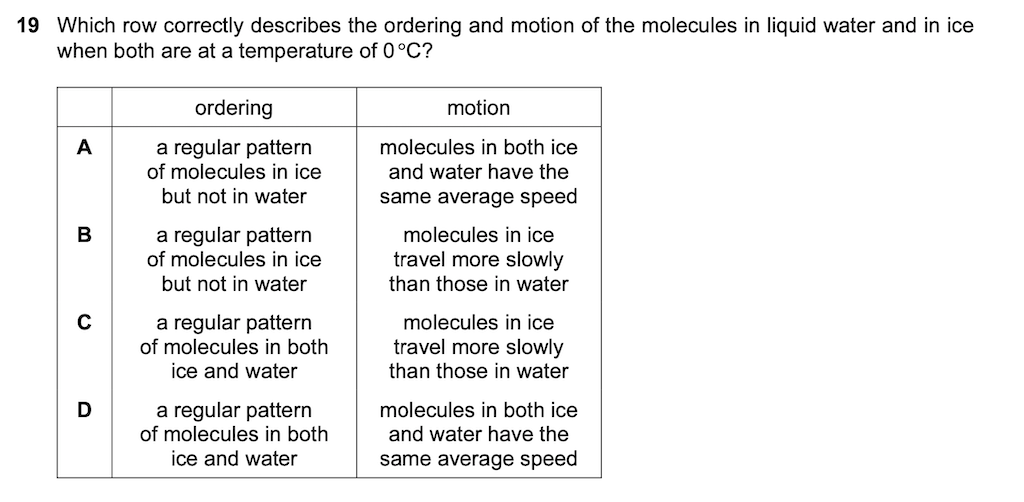 19 Which row correctly describes the ordering and motion of the molecules in liquid water and in ice
when both are at a temperature of 0 °C?
ordering motion
A a regular pattern molecules in both ice
of molecules in ice and water have the
but not in water same average speed
B a regular pattern molecules in ice
of molecules in ice travel more slowly
but not in water than those in water
C a regular pattern molecules in ice
of molecules in both travel more slowly
ice and water than those in water
D a regular pattern molecules in both ice
of molecules in both and water have the
ice and water same average speed